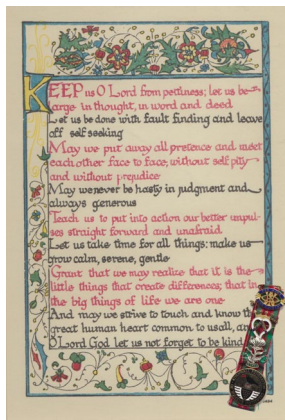 KEEP us O Lord from pettiness; let us be
large in thought, in word and deed
Let us be done with fault finding and leave
off self seeking
May we put away all pretence and meet
each other face to face, without self pity
and without prejudice
May we never be hasty in judgment and
always generous
Teach us to put into action our better impul-
ses straight forward and unafraid
Let us take time for all things; make us
grow calm, serene, gentle
Grant that we may realize that it is the
little things that create differences; that in
the big things of life we are one
And may we strive to touch and know the
great human heart common to us all, and
O Lord God let us not forget to be kind